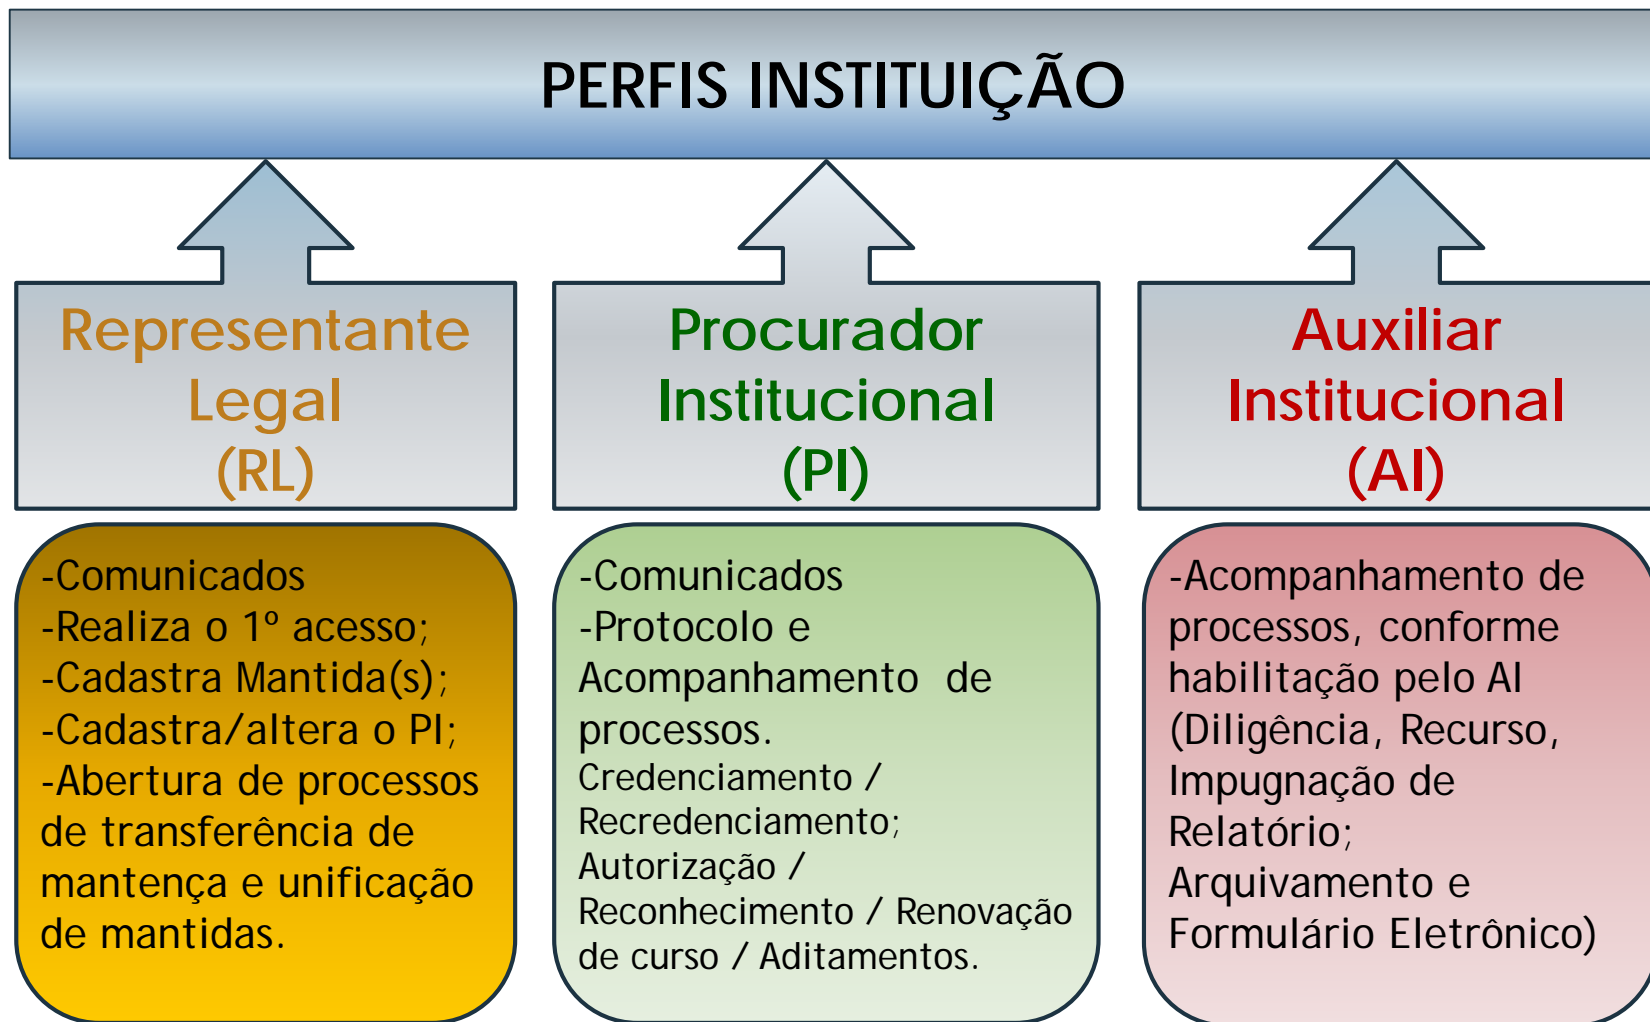 PERFIS INSTITUIÇÃO
Representante
Legal
(RL)
-Comunicados
-Realiza o 1º acesso;
-Cadastra Mantida(s);
-Cadastra/altera o PI;
-Abertura de processos
de transferência de
mantença e unificação
de mantidas.
Procurador
Institucional
(PI)
-Comunicados
-Protocolo e
Acompanhamento de
processos.
Credenciamento /
Recredenciamento;
Autorização /
Reconhecimento / Renovação
de curso / Aditamentos.
Auxiliar
Institucional
(AI)
-Acompanhamento de
processos, conforme
habilitação pelo AI
(Diligência, Recurso,
Impugnação de
Relatório;
Arquivamento e
Formulário Eletrônico)